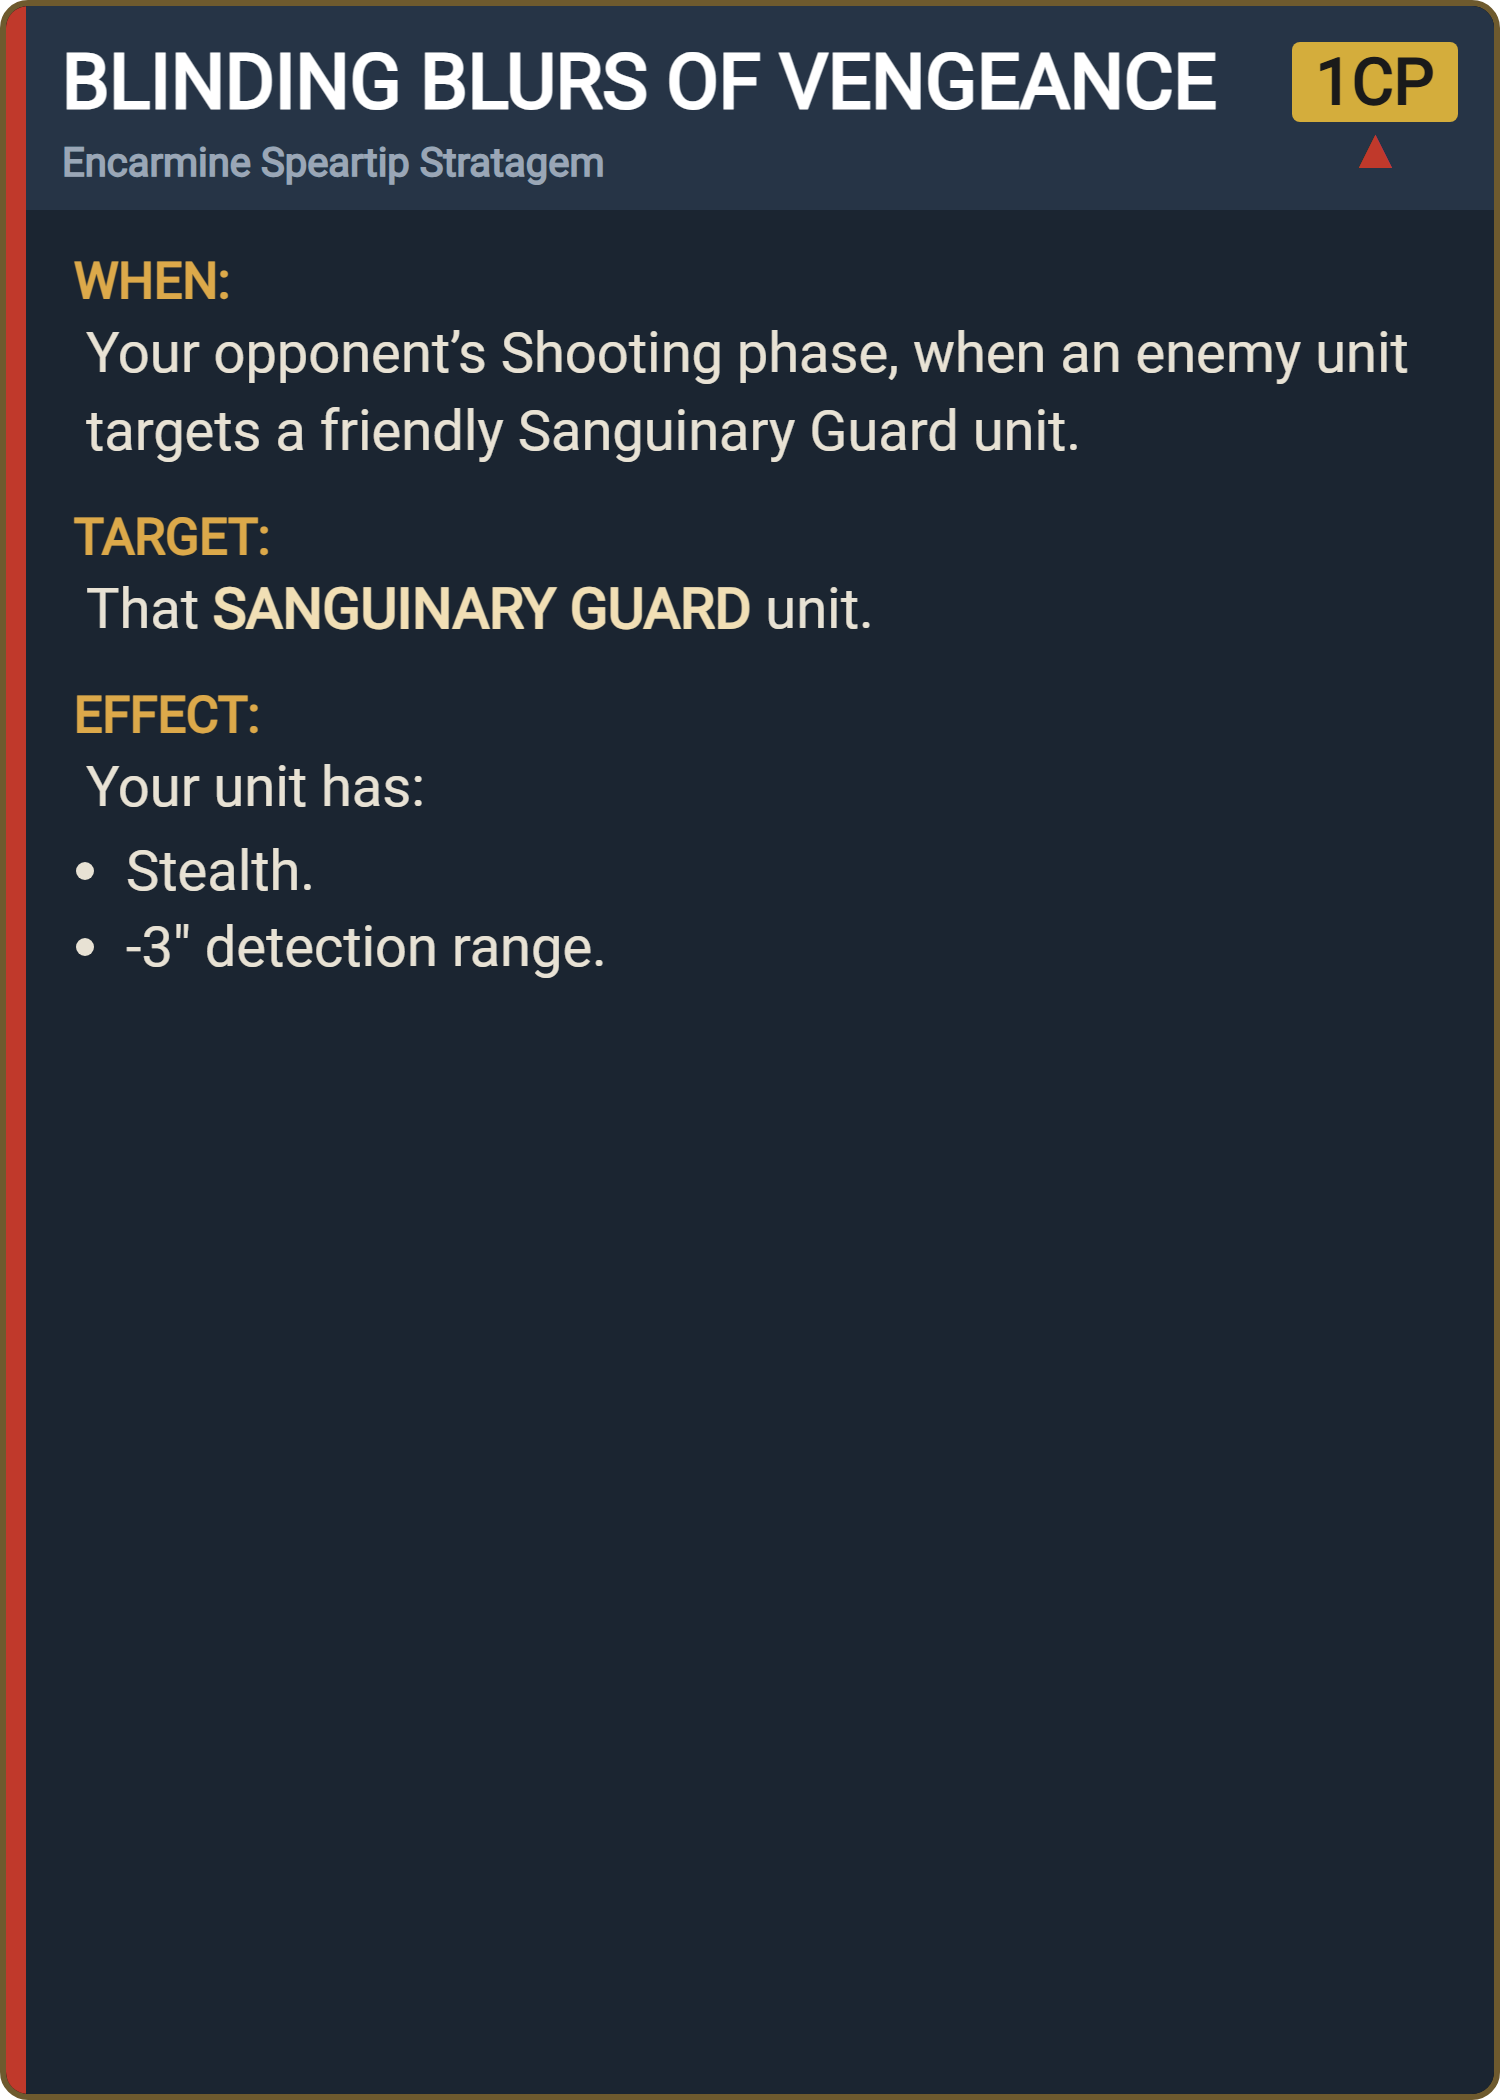 BLINDING BLURS OF VENGEANCE
1CP
Encarmine Speartip Stratagem
WHEN:
Your opponent’s Shooting phase, when an enemy unit
targets a friendly Sanguinary Guard unit.
TARGET:
That SANGUINARY GUARD unit.
EFFECT:
Your unit has:
• Stealth.
• -3" detection range.